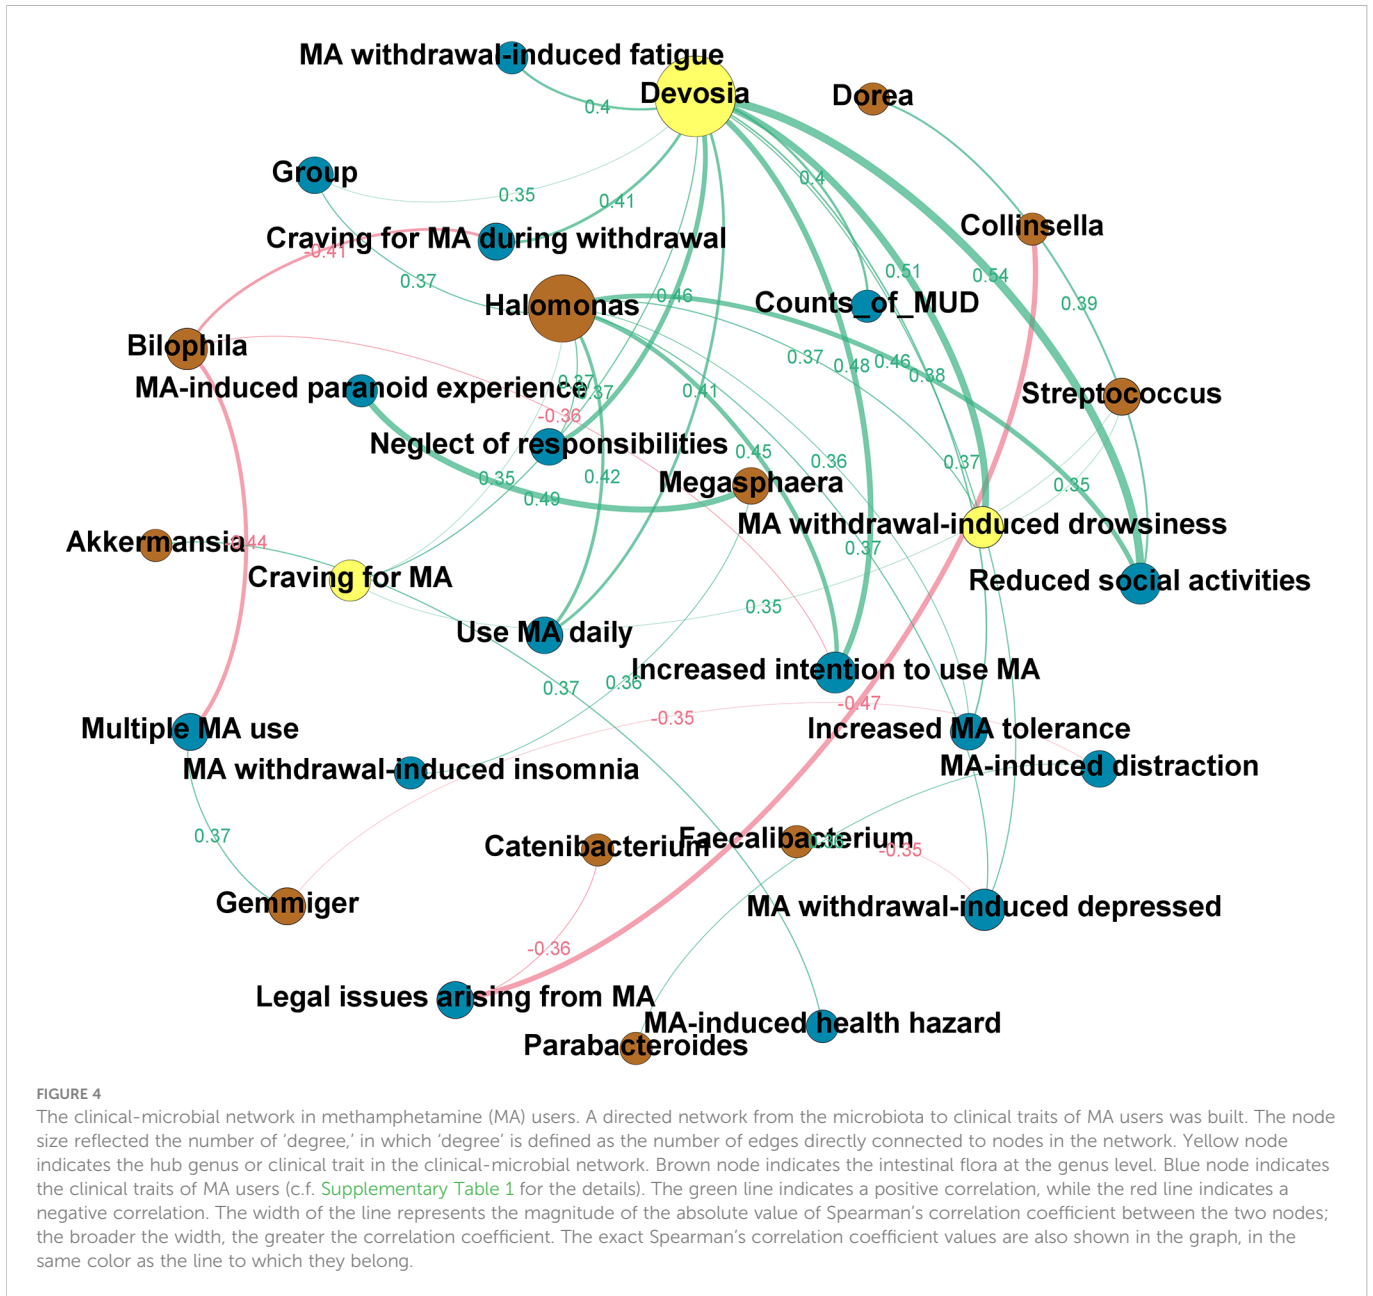 MA withdrawal-induced fatigue
Devosia
Dorea
0.4
Group
0.4
0.35
0.41
Collinsella
Craving for MA during withdrawal
-0.41
0.37
0.51
0.54
0.46
Halomonas
Counts_of_MUD
0.39
Bilophila
0.37
0.48
0.46
0.38
MA-induced paranoid experience
0.37
0.37
0.41
Streptococcus
-0.36
Neglect of responsibilities
0.45
0.36
0.37
0.35
0.42
0.49
Megasphaera
0.35
MA withdrawal-induced drowsiness
Akkermansia
-0.44
0.37
Craving for MA
Reduced social activities
0.35
Use MA daily
Increased intention to use MA
0.37
0.36
-0.35
-0.47
Multiple MA use
Increased MA tolerance
MA withdrawal-induced insomnia
MA-induced distraction
0.37
Catenibacterium
Faecalibacterium
0.36
-0.35
Gemmiger
MA withdrawal-induced depressed
-0.36
Legal issues arising from MA
MA-induced health hazard
Parabacteroides
FIGURE 4
The clinical-microbial network in methamphetamine (MA) users. A directed network from the microbiota to clinical traits of MA users was built. The node
size reflected the number of ‘degree,’ in which ‘degree’ is defined as the number of edges directly connected to nodes in the network. Yellow node
indicates the hub genus or clinical trait in the clinical-microbial network. Brown node indicates the intestinal flora at the genus level. Blue node indicates
the clinical traits of MA users (c.f. Supplementary Table 1 for the details). The green line indicates a positive correlation, while the red line indicates a
negative correlation. The width of the line represents the magnitude of the absolute value of Spearman’s correlation coefficient between the two nodes;
the broader the width, the greater the correlation coefficient. The exact Spearman’s correlation coefficient values are also shown in the graph, in the
same color as the line to which they belong.